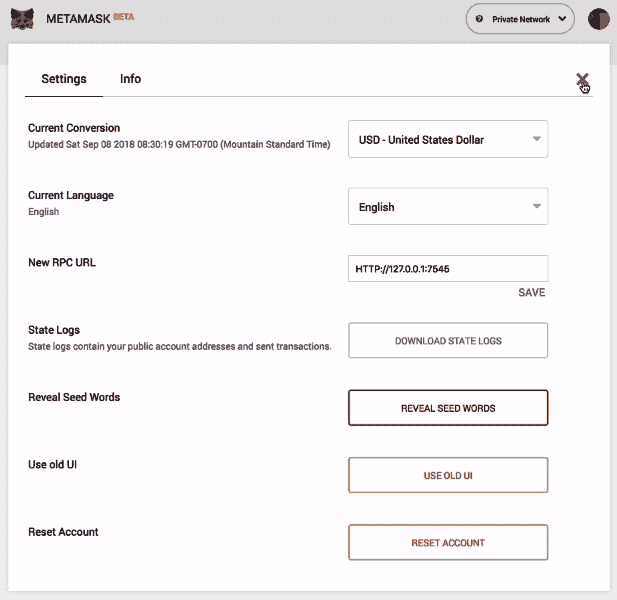 METAMASK BETA
Private Network
Settings
Info
Current Conversion
Updated Sat Sep 08 2018 08:30:19 GMT-0700 (Mountain Standard Time)
USD - United States Dollar
Current Language
English
English
New RPC URL
HTTP://127.0.0.1:7545
SAVE
State Logs
State logs contain your public account addresses and sent transactions.
DOWNLOAD STATE LOGS
Reveal Seed Words
REVEAL SEED WORDS
Use old UI
USE OLD UI
Reset Account
RESET ACCOUNT